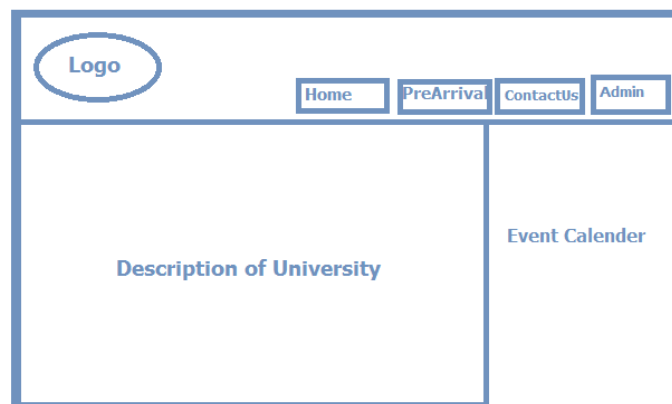 Logo
Home PreArrival ContactUs Admin
Event Calender
Description of University